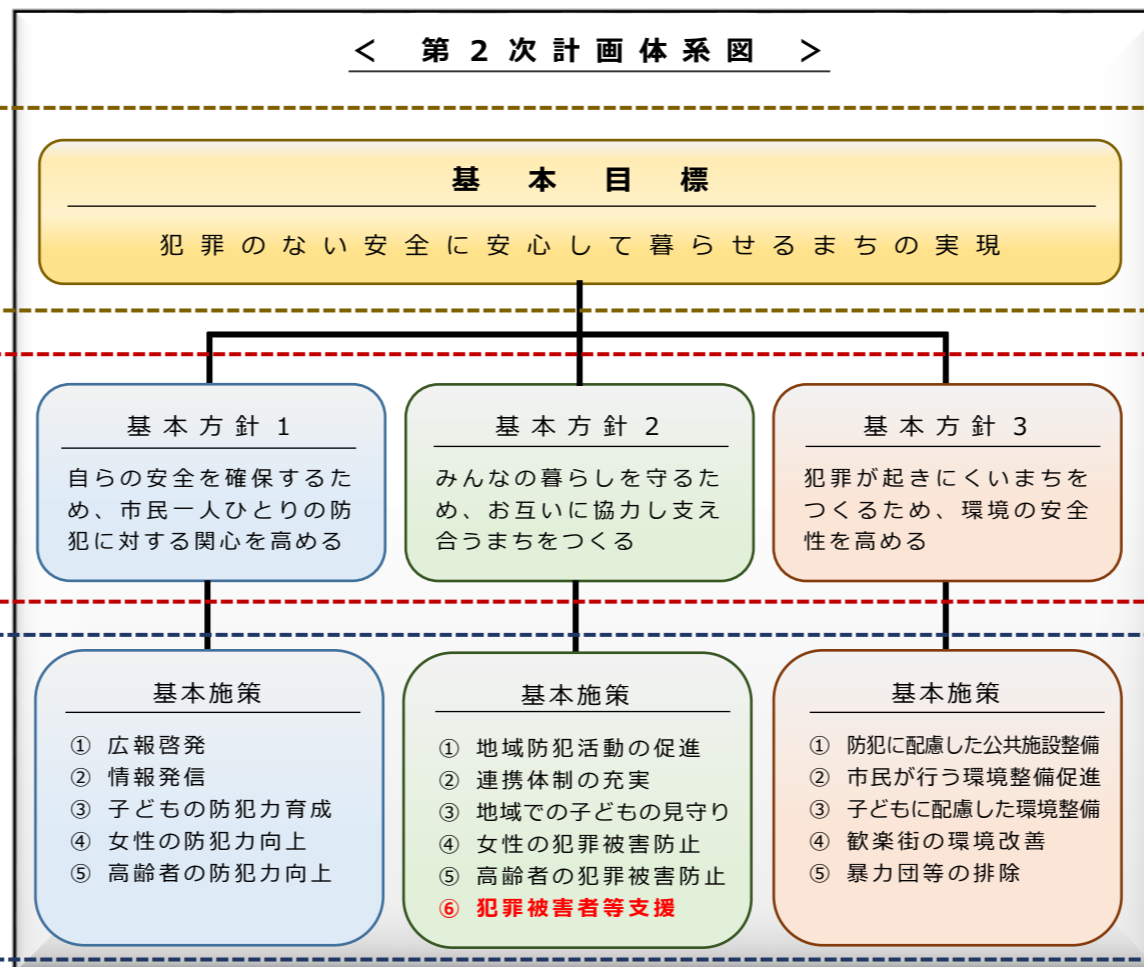 ＜ 第２次計画体系図 ＞
基本目標
犯罪のない安全に安心して暮らせるまちの実現
基本方針１
自らの安全を確保するた
め、市民一人ひとりの防
犯に対する関心を高める
基本方針２
みんなの暮らしを守るた
め、お互いに協力し支え
合うまちをつくる
基本方針３
犯罪が起きにくいまちを
つくるため、環境の安全
性を高める
基本施策
① 広報啓発
② 情報発信
③ 子どもの防犯力育成
④ 女性の防犯力向上
⑤ 高齢者の防犯力向上
基本施策
① 地域防犯活動の促進
② 連携体制の充実
③ 地域での子どもの見守り
④ 女性の犯罪被害防止
⑤ 高齢者の犯罪被害防止
⑥ 犯罪被害者等支援
基本施策
① 防犯に配慮した公共施設整備
② 市民が行う環境整備促進
③ 子どもに配慮した環境整備
④ 歓楽街の環境改善
⑤ 暴力団等の排除